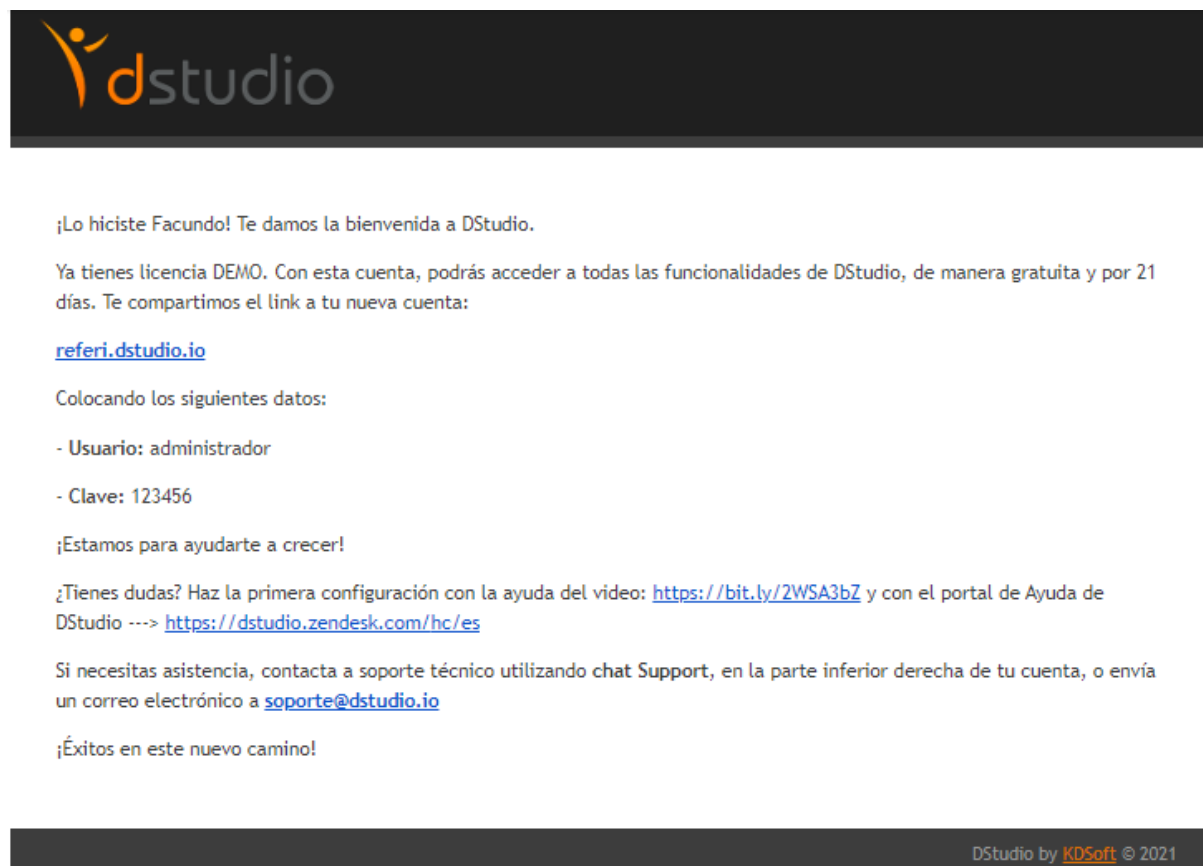 dstudio
¡Lo hiciste Facundo! Te damos la bienvenida a DStudio.
Ya tienes licencia DEMO. Con esta cuenta, podrás acceder a todas las funcionalidades de DStudio, de manera gratuita y por 21
días. Te compartimos el link a tu nueva cuenta:
referi.dstudio.io
Colocando los siguientes datos:
- Usuario: administrador
- Clave: 123456
¡Estamos para ayudarte a crecer!
¿Tienes dudas? Haz la primera configuración con la ayuda del video: https://bit.ly/2WSA3bZ y con el portal de Ayuda de
DStudio ---> https://dstudio.zendesk.com/hc/es
Si necesitas asistencia, contacta a soporte técnico utilizando chat Support, en la parte inferior derecha de tu cuenta, o envía
un correo electrónico a soporte@dstudio.io
¡Éxitos en este nuevo camino!
DStudio by KDSoft © 2021